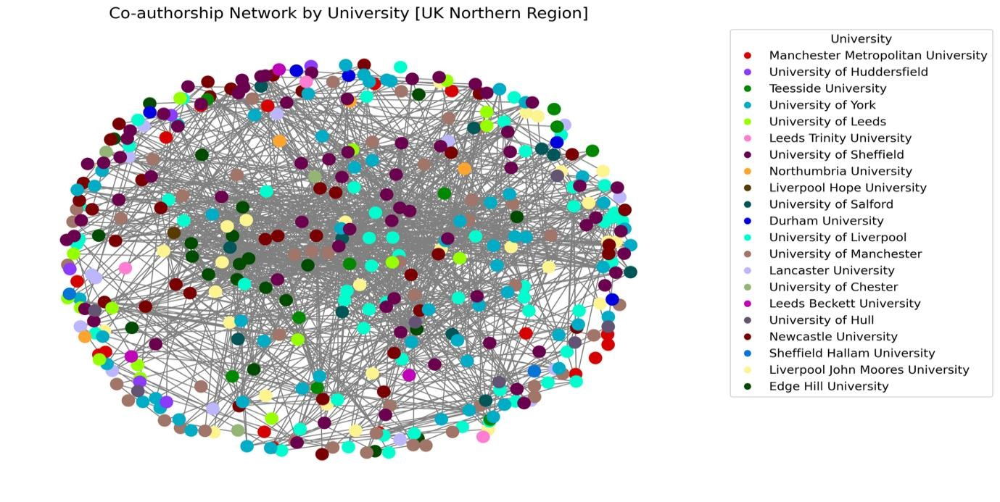 Co-authorship Network by University [UK Northern Region]
University
Manchester Metropolitan University
University of Huddersfield
Teesside University
University of York
University of Leeds
Leeds Trinity University
University of Sheffield
Northumbria University
Liverpool Hope University
University of Salford
Durham University
University of Liverpool
University of Manchester
Lancaster University
University of Chester
Leeds Beckett University
University of Hull
Newcastle University
Sheffield Hallam University
Liverpool John Moores University
Edge Hill University